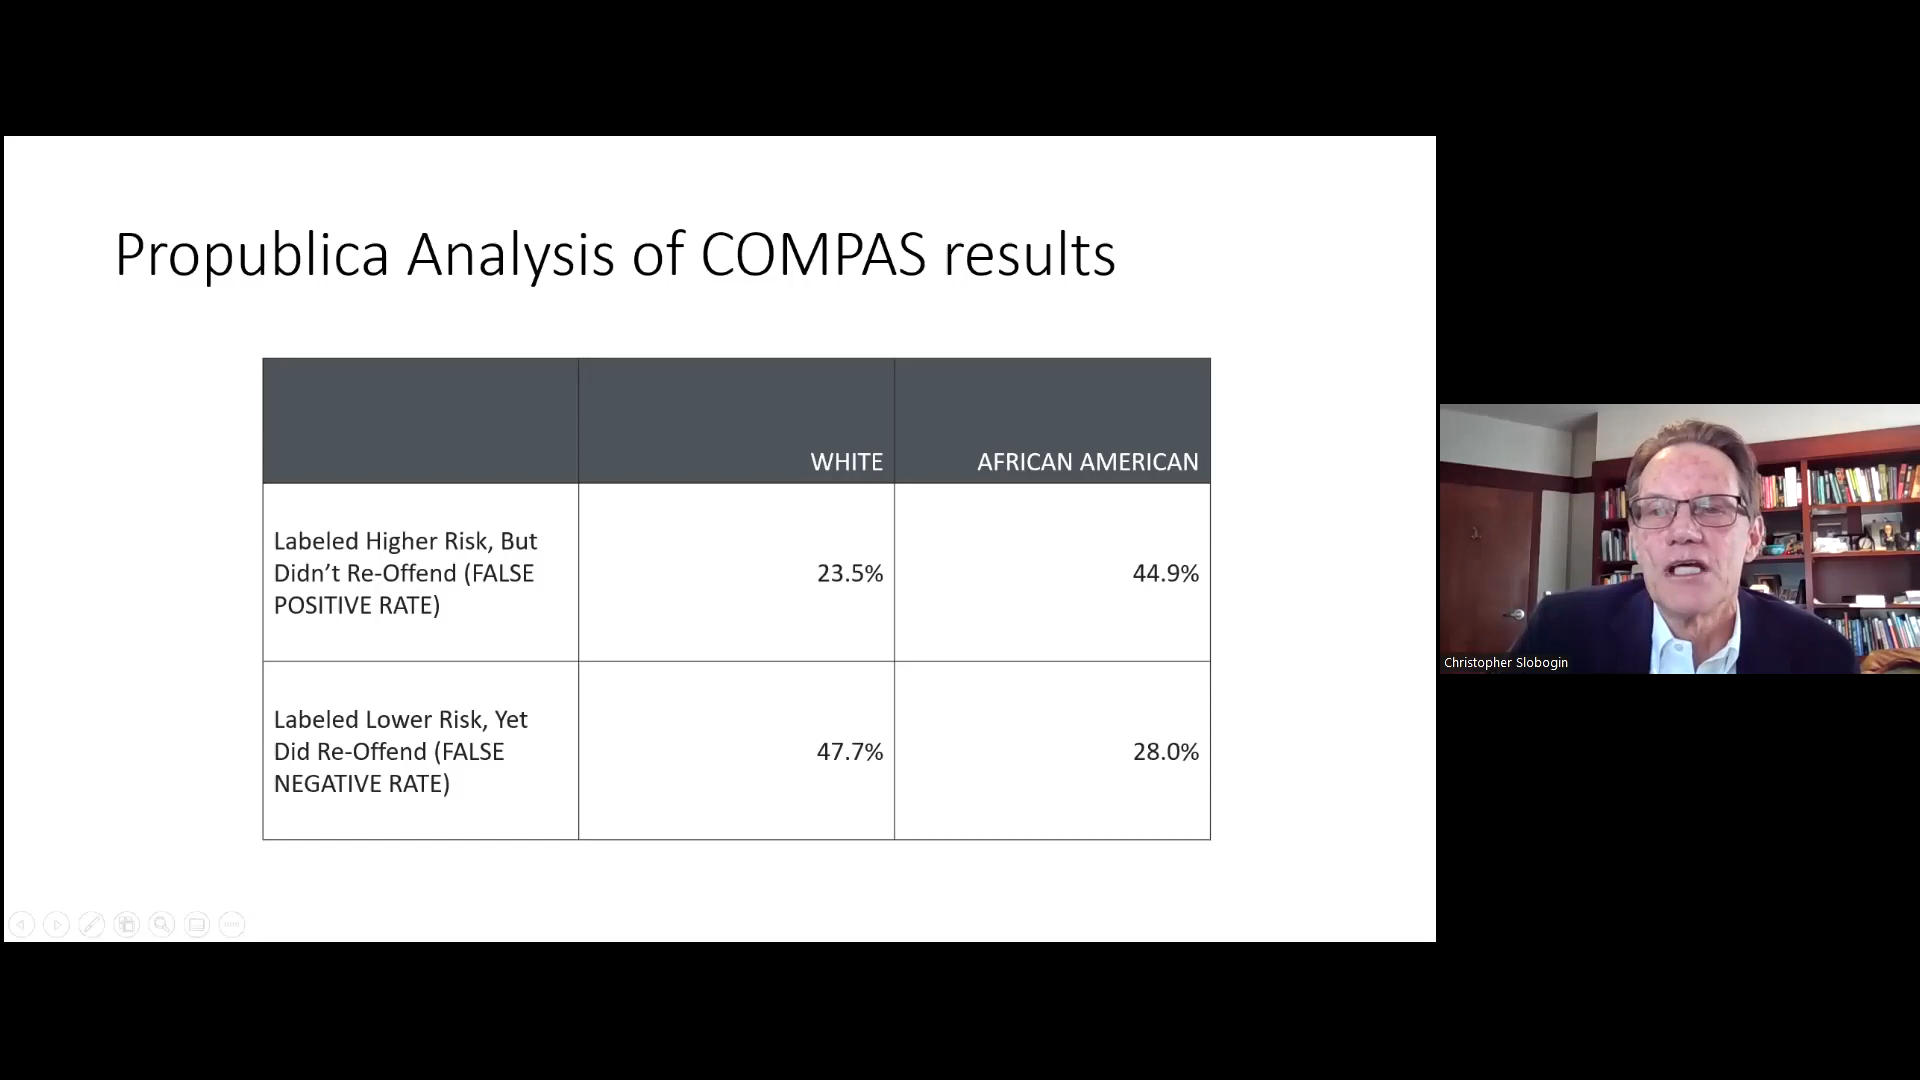 Propublica Analysis of COMPAS results
WHITE
AFRICAN AMERICAN
Labeled Higher Risk, But
Didn’t Re-Offend (FALSE
POSITIVE RATE)
23.5%
44.9%
Labeled Lower Risk, Yet
Did Re-Offend (FALSE
NEGATIVE RATE)
47.7%
28.0%
Christopher Slobogin